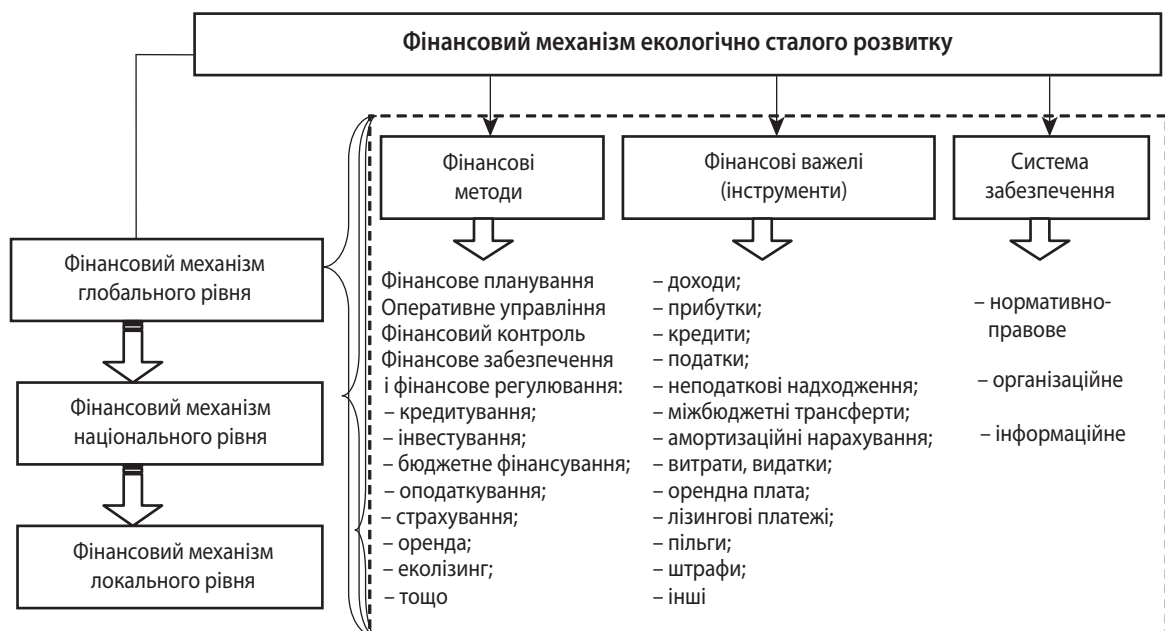 Фінансовий механізм екологічно сталого розвитку
Фінансовий механізм
глобального рівня
Фінансовий механізм
національного рівня
Фінансовий механізм
локального рівня
Фінансові
методи
Фінансове планування
Оперативне управління
Фінансовий контроль
Фінансове забезпечення
і фінансове регулювання:
– кредитування;
– інвестування;
– бюджетне фінансування;
– оподаткування;
– страхування;
– оренда;
– еколізинг;
– тощо
Фінансові важелі
(інструменти)
– доходи;
– прибутки;
– кредити;
– податки;
– неподаткові надходження;
– міжбюджетні трансферти;
– амортизаційні нарахування;
– витрати, видатки;
– орендна плата;
– лізингові платежі;
– пільги;
– штрафи;
– інші
Система
забезпечення
– нормативно-
правове
– організаційне
– інформаційне